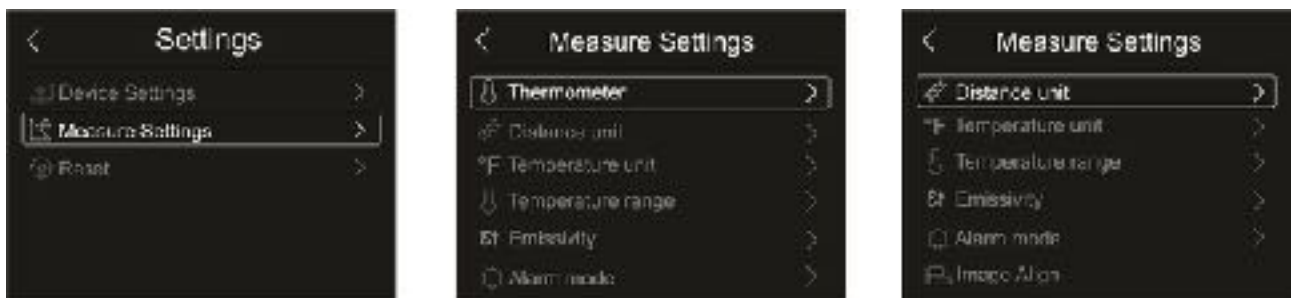 Settings
Device Settings
Measure Settings
Reset
Measure Settings
Thermometer
Distance unit
°F Temperature unit
Temperature range
Emissivity
Alarm mode
Measure Settings
Distance unit
°F Temperature unit
Temperature range
Emissivity
Alarm mode
Image Align